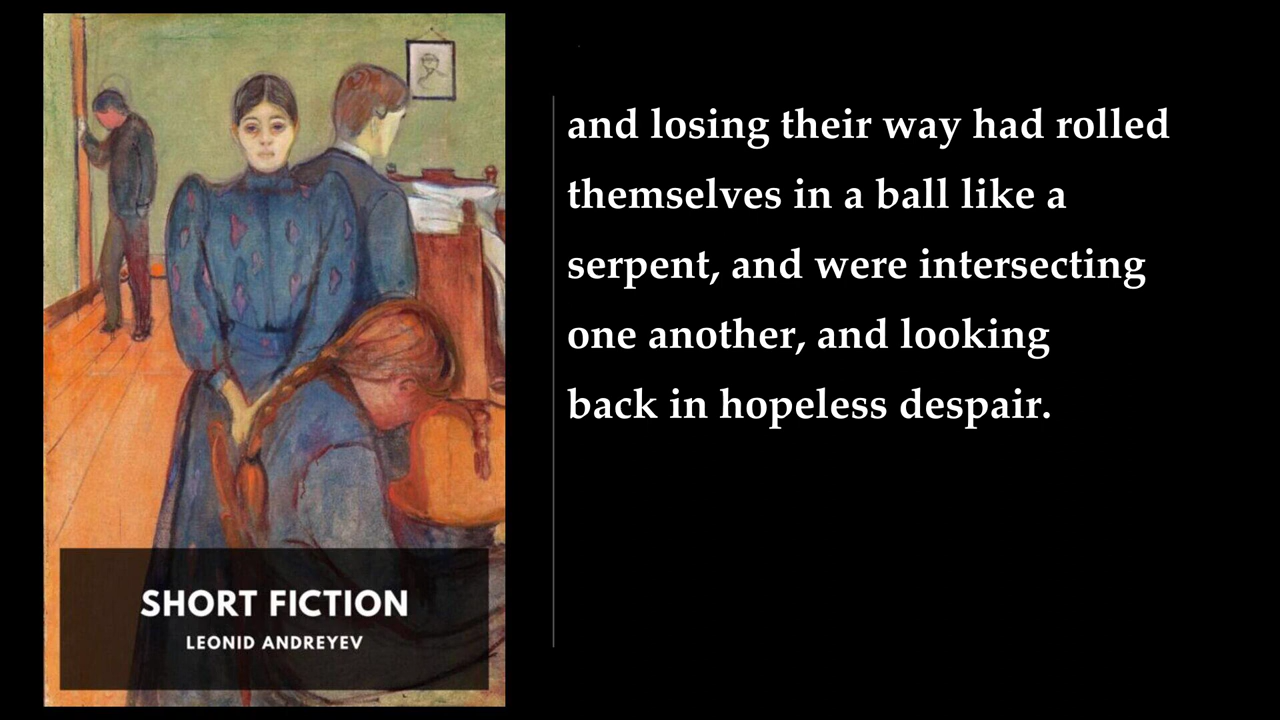 SHORT FICTION
LEONID ANDREYEV
and losing their way had rolled
themselves in a ball like a
serpent, and were intersecting
one another, and looking
back in hopeless despair.